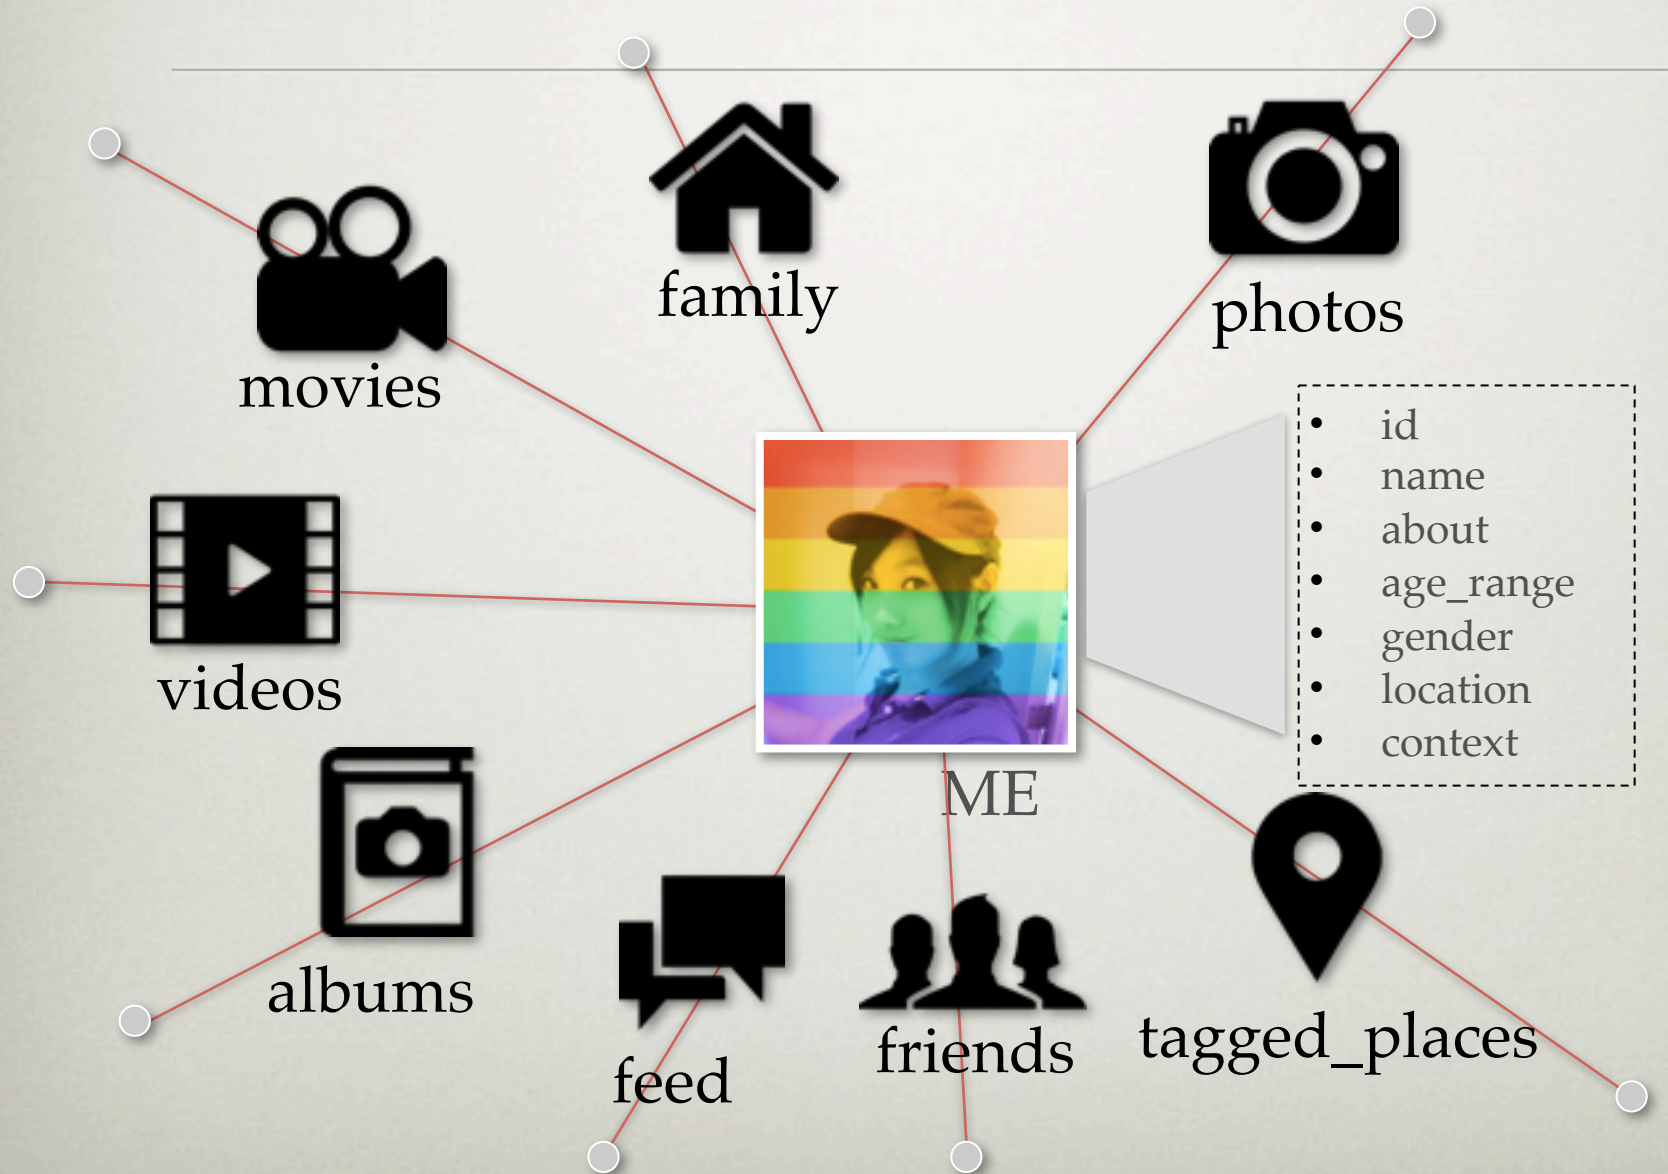 family
photos
movies
• id
• name
• about
• age_range
• gender
• location
• context
videos
ME
albums
feed
friends
tagged_places